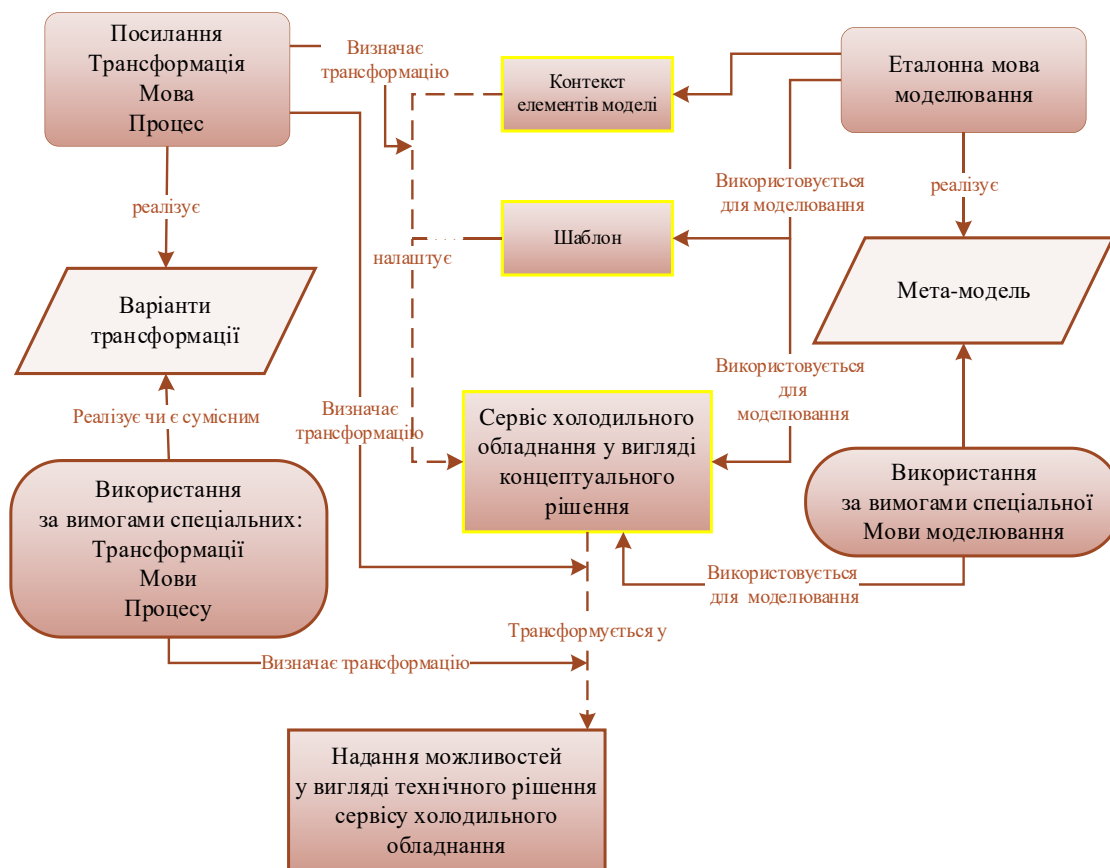 Посилання
Трансформація
Мова
Процес
Визначає
трансформацію
Контекст
елементів моделі
Еталонна мова
моделювання
реалізує
Використовується
для моделювання
реалізує
Шаблон
налаштує
Варіанти
трансформації
Мета-модель
Реалізує чи є сумісним
Визначає
трансформацію
Використовується
для
моделювання
Сервіс холодильного
обладнання у вигляді
концептуального
рішення
Використання
за вимогами спеціальних:
Трансформації
Мови
Процесу
Використання
за вимогами спеціальної
Мови моделювання
Використовується
для моделювання
Трансформується у
Визначає трансформацію
Надання можливостей
у вигляді технічного рішення
сервісу холодильного
обладнання